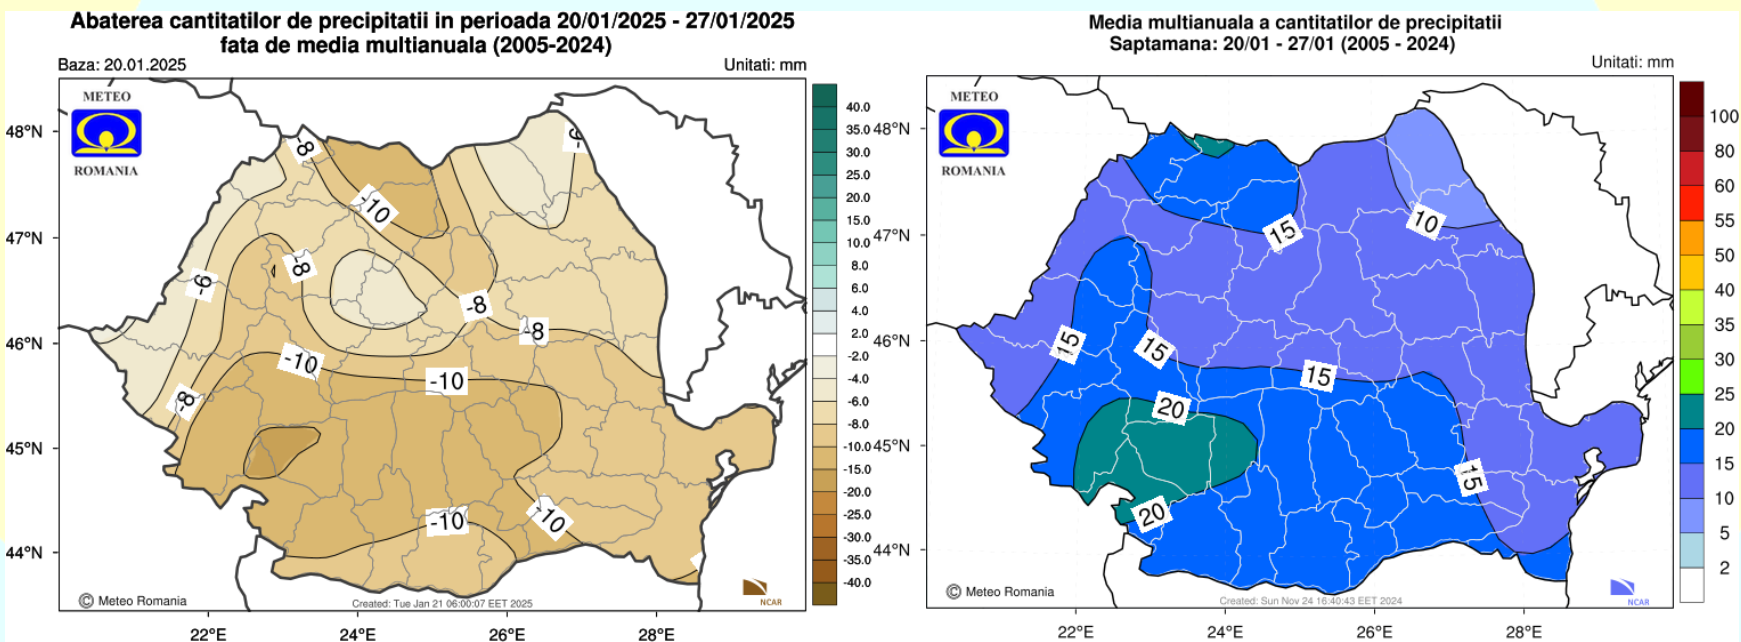 Abaterea cantitatilor de precipitatii in perioada 20/01/2025 - 27/01/2025
fata de media multianuala (2005-2024)
Baza: 20.01.2025
Unitati: mm
METEO
ROMANIA
48°N
47°N
46°N
45°N
44°N
-8
-6
-10
-8
-6
-8
-8
-10
-10
-8
-10
-10
40.0
35.0
30.0
25.0
20.0
15.0
10.0
8.0
6.0
4.0
2.0
-2.0
-4.0
-6.0
-8.0
-10.0
-15.0
-20.0
-25.0
-30.0
-35.0
-40.0
© Meteo Romania
Created: Tue Jan 21 06:00:07 EET 2025
NCAR
22°E
24°E
26°E
28°E
Media multianuala a cantitatilor de precipitatii
Saptamana: 20/01 - 27/01 (2005 - 2024)
Unitati: mm
METEO
ROMANIA
48°N
47°N
46°N
45°N
44°N
10
15
15
15
15
20
15
20
100
80
60
55
50
40
35
30
25
20
15
10
5
2
© Meteo Romania
Created: Sun Nov 24 16:40:43 EET 2024
NCAR
22°E
24°E
26°E
28°E